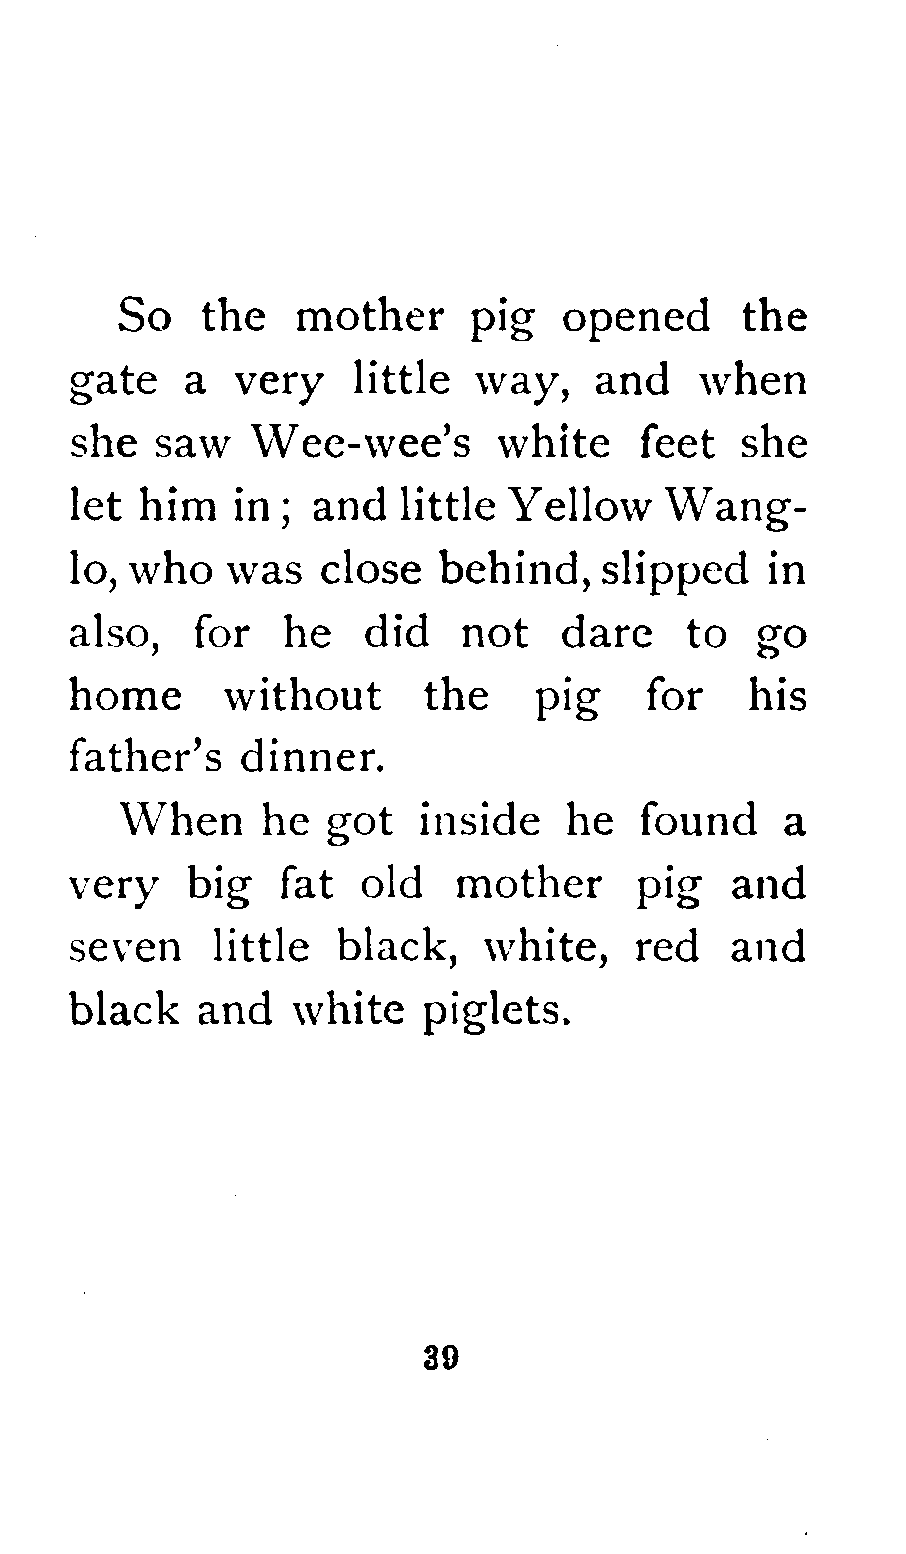 So the mother pig opened the
gate a very little way, and when
she saw Wee-wee's white feet she
let him in ; and little Yellow Wang-
lo, who was close behind, slipped in
also, for he did not dare to go
home without the pig for his
father's dinner.
When he got inside he found a
very big fat old mother pig and
seven little black, white, red and
black and white piglets.
39